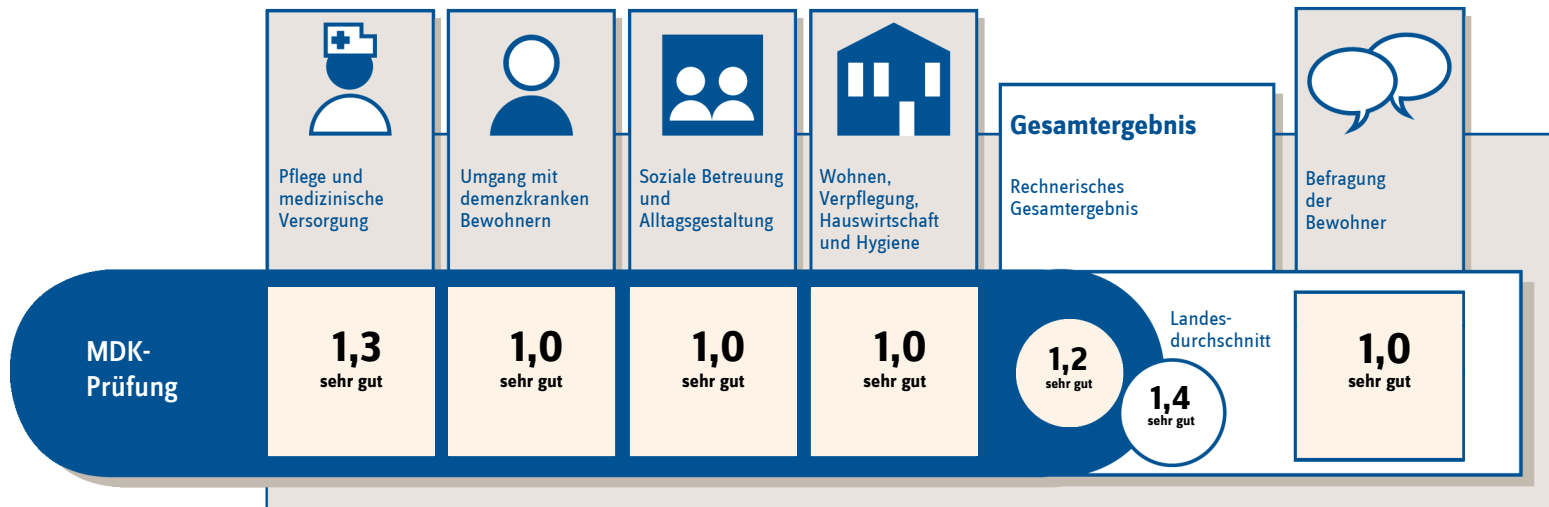 Pflege und
medizinische
Versorgung
Umgang mit
demenzkranken
Bewohnern
Soziale Betreuung
und
Alltagsgestaltung
Wohnen,
Verpflegung,
Hauswirtschaft
und Hygiene
Gesamtergebnis
Rechnerisches
Gesamtergebnis
Befragung
der
Bewohner
MDK-
Prüfung
1,3
sehr gut
1,0
sehr gut
1,0
sehr gut
1,0
sehr gut
1,2
sehr gut
Landes-
durchschnitt
1,4
sehr gut
1,0
sehr gut